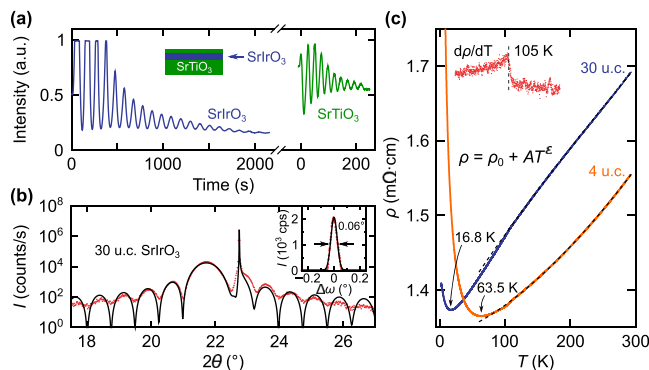 (a)
Intensity (a.u.)
1
0.5
0
SrIrO3
SrTiO3
SrIrO3
SrTiO3
0 500 1000 1500 2000 0 200
Time (s)
(b)
I (counts/s)
10^8
10^6
10^4
10^2
10^0
30 u.c. SrIrO3
I (10^3 cps)
2
1
0
0.06°
-0.2 0 0.2
Δω (°)
18 20 22 24 26
2θ (°)
(c)
ρ (mΩ·cm)
1.7
1.6
1.5
1.4
dρ/dT
105 K
30 u.c.
ρ = ρ0 + AT^ε
4 u.c.
16.8 K
63.5 K
0 100 200 300
T (K)